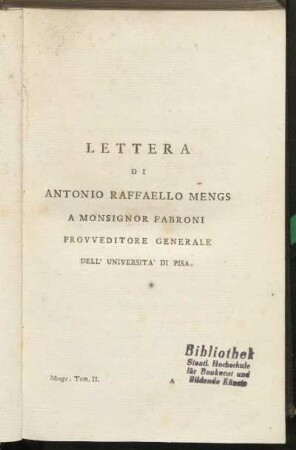 LETTERA
DI
ANTONIO RAFFAELLO MENGS
A MONSIGNOR FABRONI
PROVVEDITORE GENERALE
DELL' UNIVERSITA' DI PISA.
*
Bibliothek
Staatl. Hochschule
für Baukunst und
Bildende Künste
Mengs. Tom. II. A